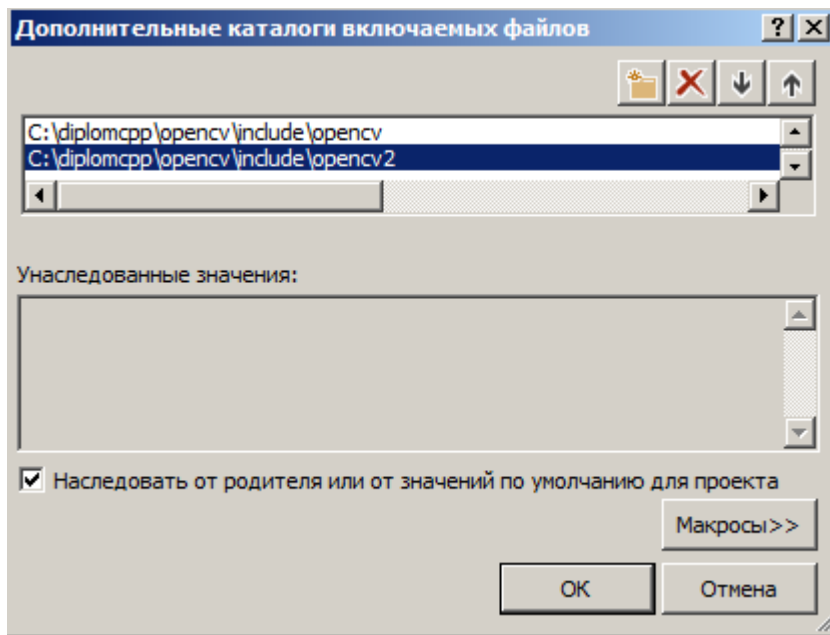 Дополнительные каталоги включаемых файлов
C:\diplomcpp\opencv\include\opencv
C:\diplomcpp\opencv\include\opencv2
Унаследованные значения:
Наследовать от родителя или от значений по умолчанию для проекта
Макросы>>
ОК
Отмена